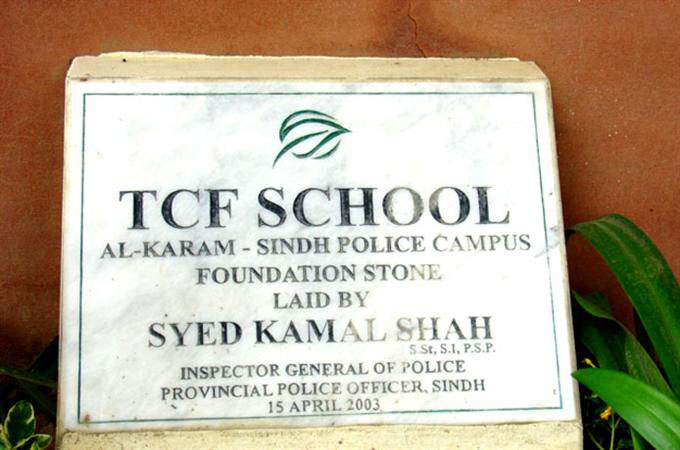 TCF SCHOOL
AL-KARAM - SINDH POLICE CAMPUS
FOUNDATION STONE
LAID BY
SYED KAMAL SHAH
S.St, S.I, P.S.P.
INSPECTOR GENERAL OF POLICE
PROVINCIAL POLICE OFFICER, SINDH
15 APRIL 2003